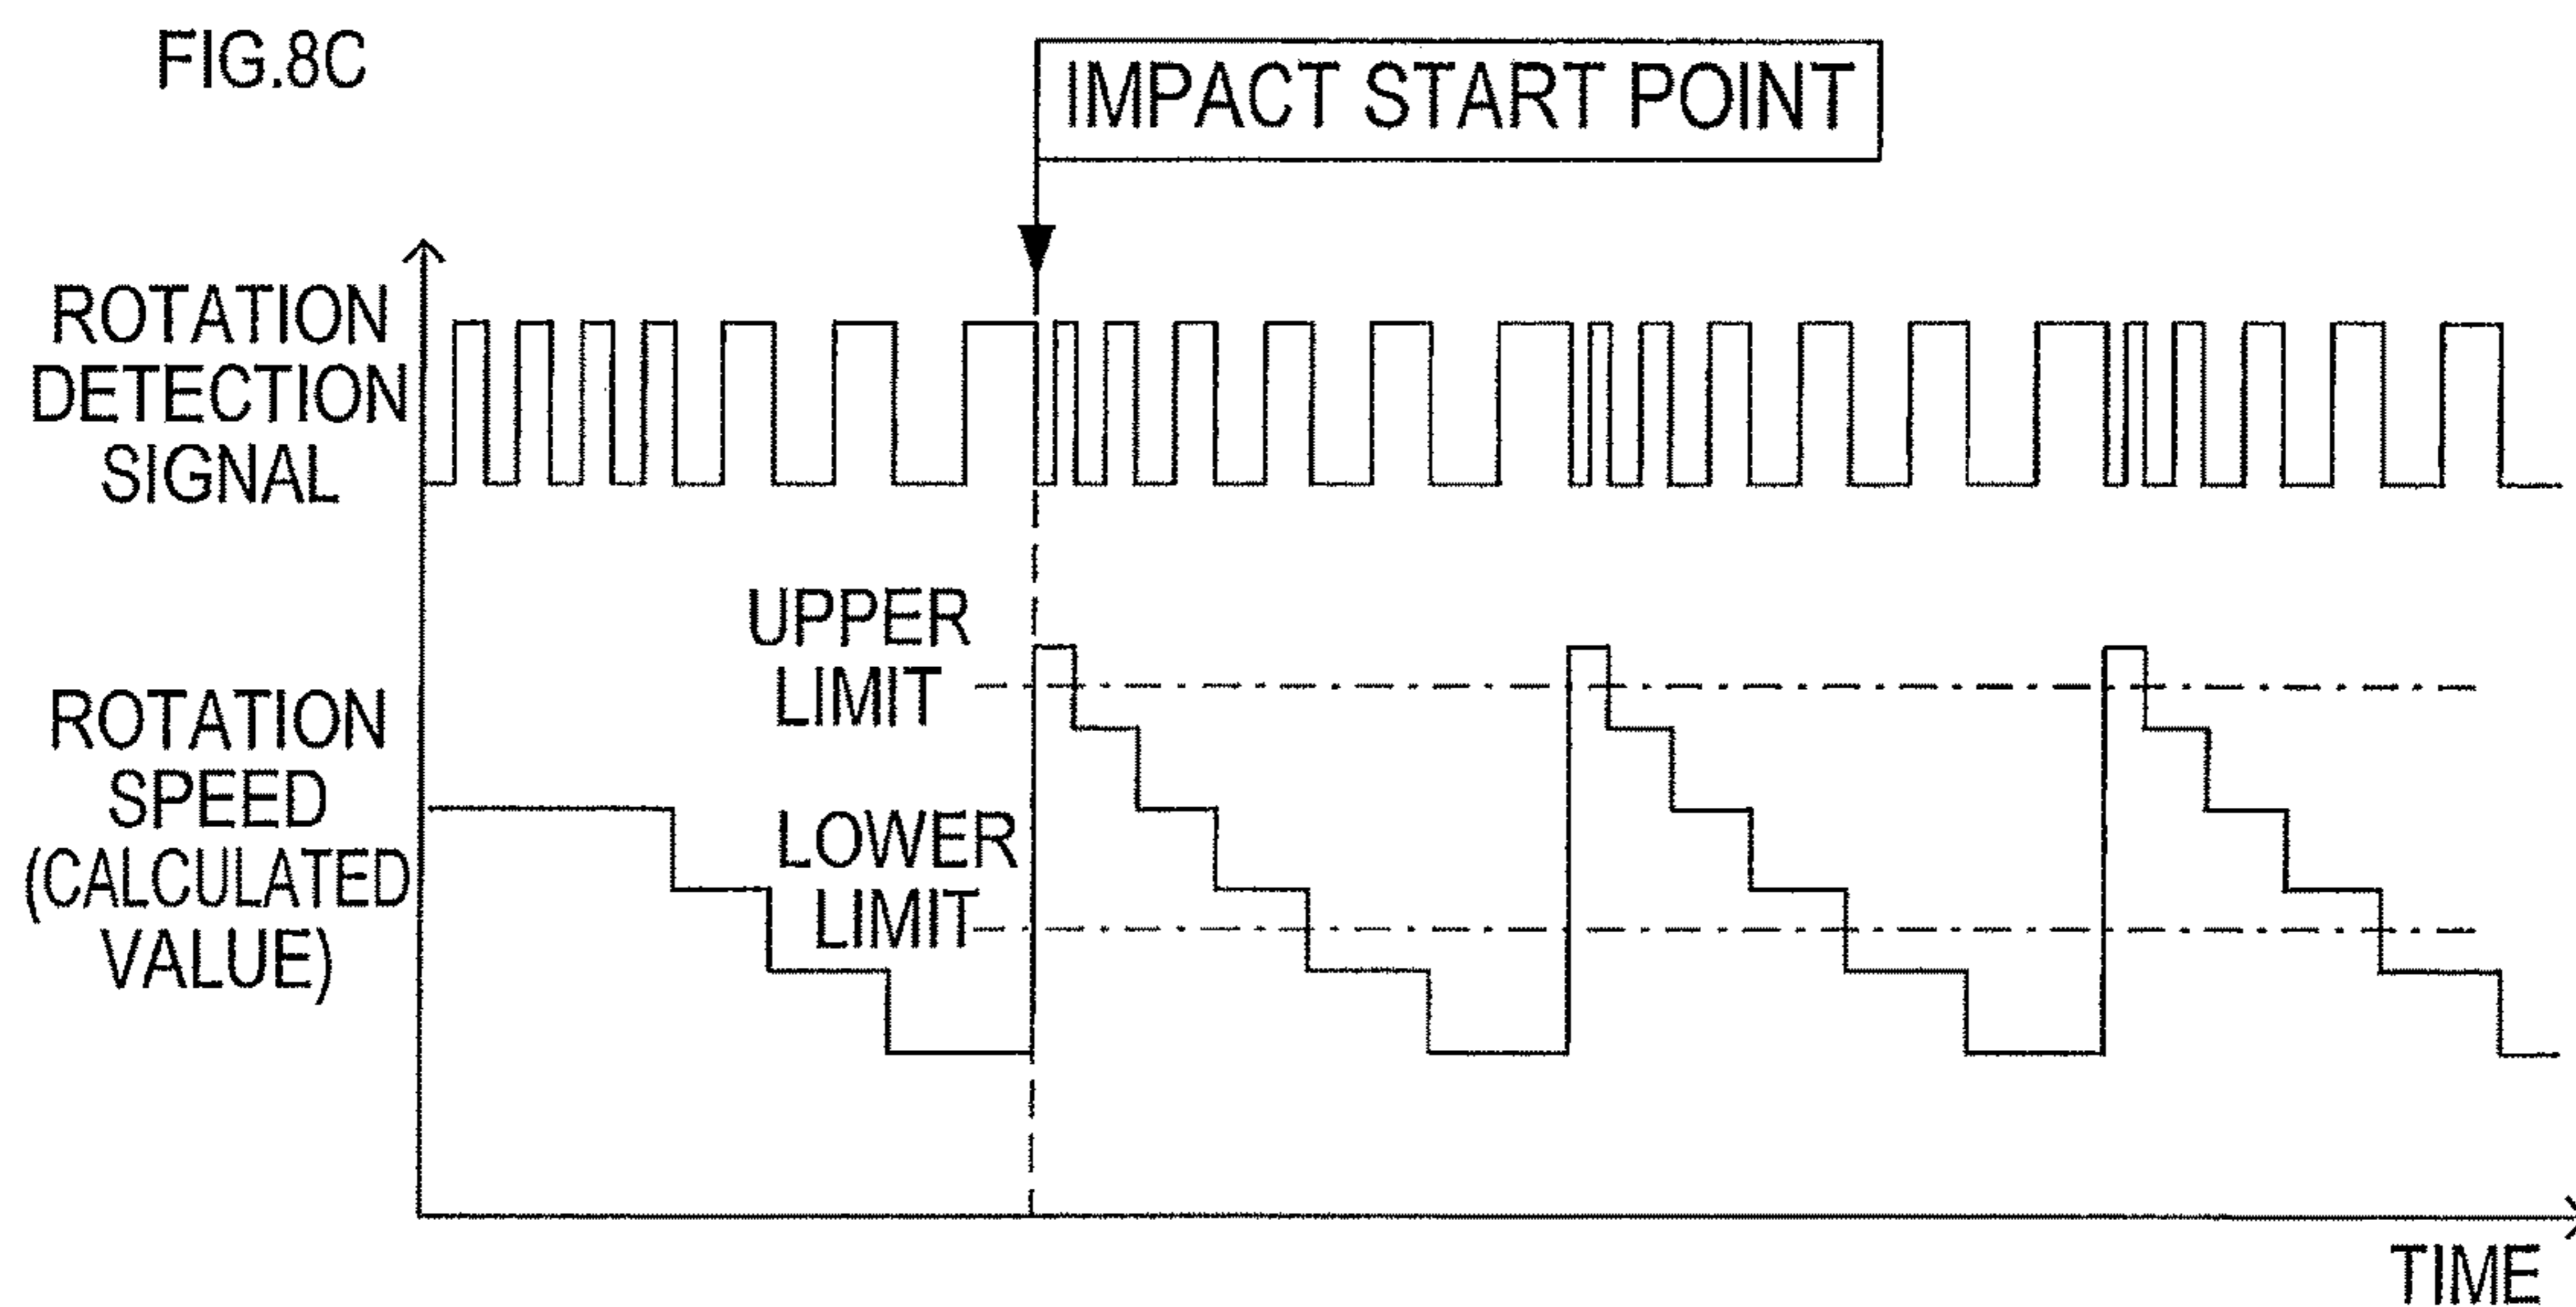 FIG.8C
IMPACT START POINT
ROTATION
DETECTION
SIGNAL
UPPER
LIMIT
ROTATION
SPEED
(CALCULATED
VALUE)
LOWER
LIMIT
TIME